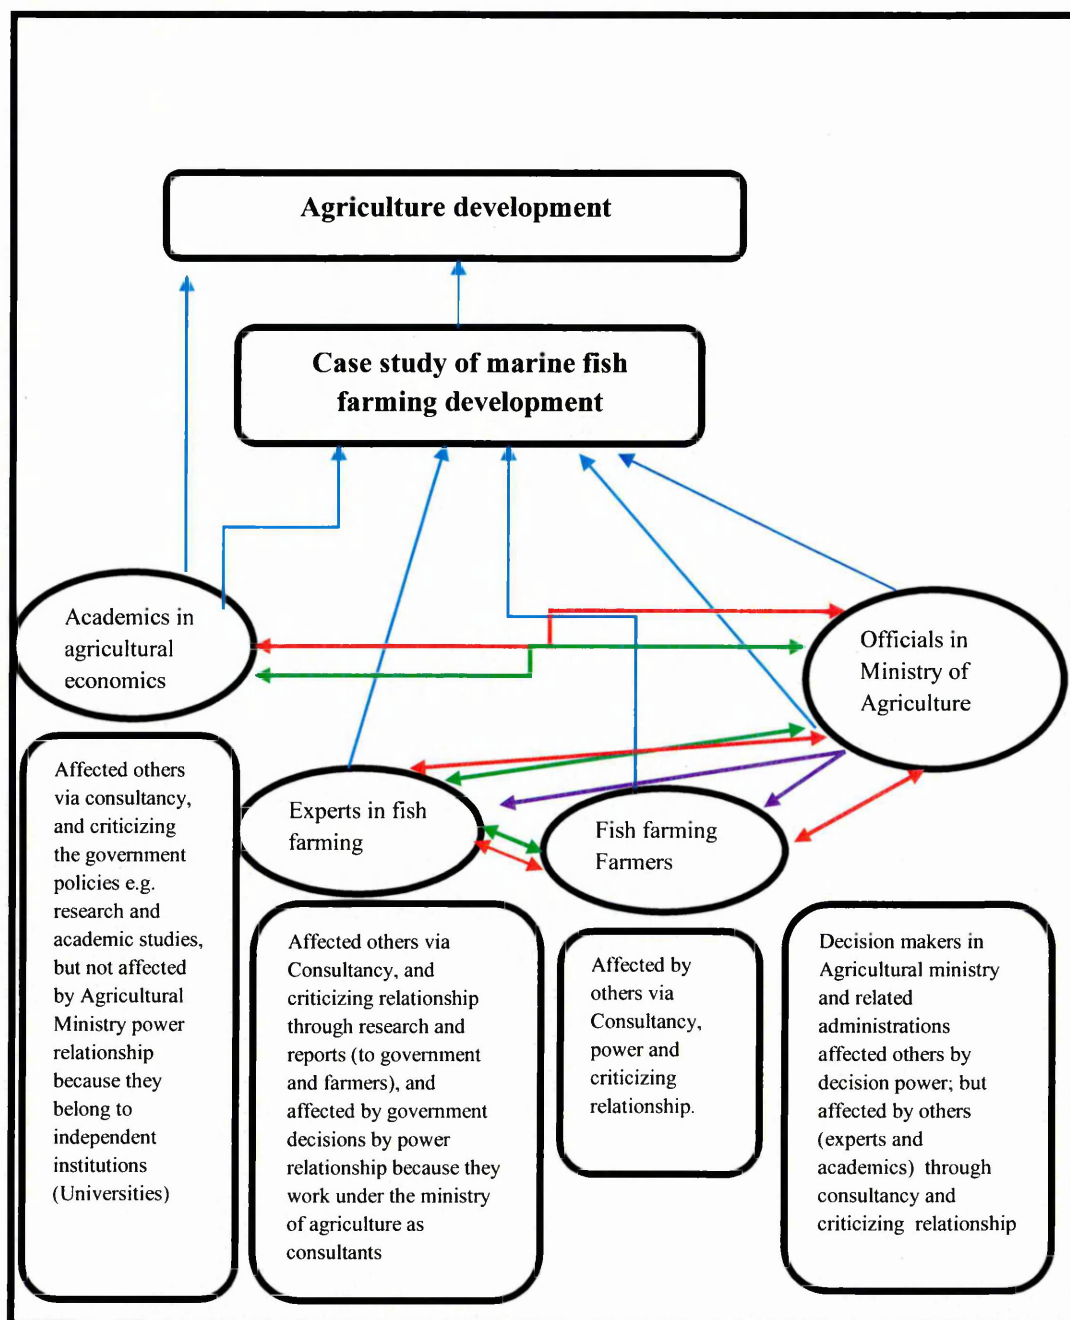 Agriculture development
Case study of marine fish
farming development
Academics in
agricultural
economics
Officials in
Ministry of
Agriculture
Experts in fish
farming
Fish farming
Farmers
Affected others
via consultancy,
and criticizing
the government
policies e.g.
research and
academic studies,
but not affected
by Agricultural
Ministry power
relationship
because they
belong to
independent
institutions
(Universities)
Affected others via
Consultancy, and
criticizing relationship
through research and
reports (to government
and farmers), and
affected by government
decisions by power
relationship because they
work under the ministry
of agriculture as
consultants
Affected by
others via
Consultancy,
power and
criticizing
relationship.
Decision makers in
Agricultural ministry
and related
administrations
affected others by
decision power; but
affected by others
(experts and
academics) through
consultancy and
criticizing relationship